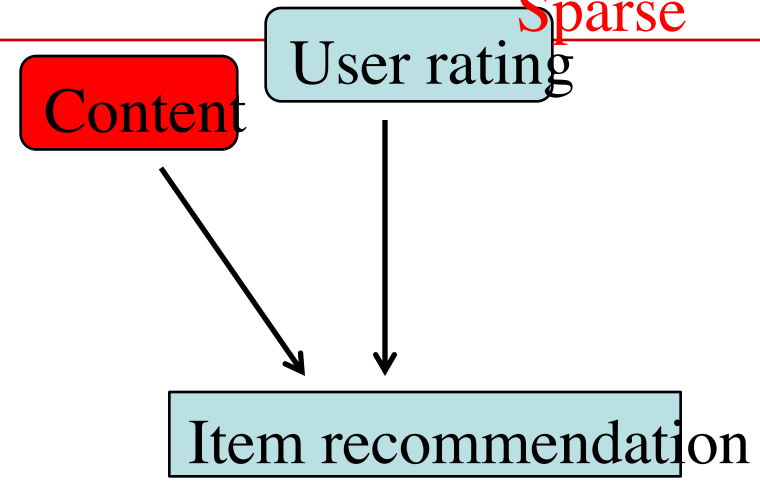 Sparse
User rating
Content
Item recommendation